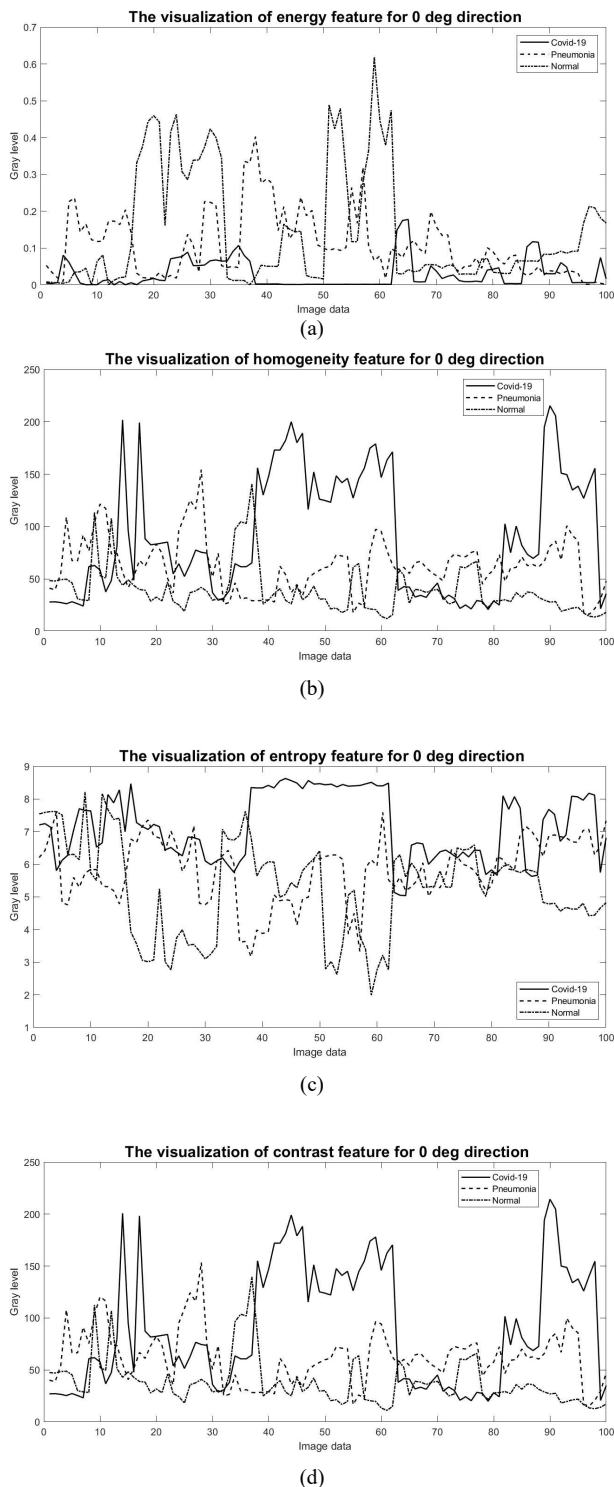 The visualization of energy feature for 0 deg direction
0.7
0.6
0.5
0.4
0.3
0.2
0.1
0
Gray level
Covid-19
Pneumonia
Normal
0 10 20 30 40 50 60 70 80 90 100
Image data
(a)
The visualization of homogeneity feature for 0 deg direction
250
200
150
100
50
0
Gray level
Covid-19
Pneumonia
Normal
0 10 20 30 40 50 60 70 80 90 100
Image data
(b)
The visualization of entropy feature for 0 deg direction
9
8
7
6
5
4
3
2
1
Gray level
Covid-19
Pneumonia
Normal
0 10 20 30 40 50 60 70 80 90 100
Image data
(c)
The visualization of contrast feature for 0 deg direction
250
200
150
100
50
0
Gray level
Covid-19
Pneumonia
Normal
0 10 20 30 40 50 60 70 80 90 100
Image data
(d)